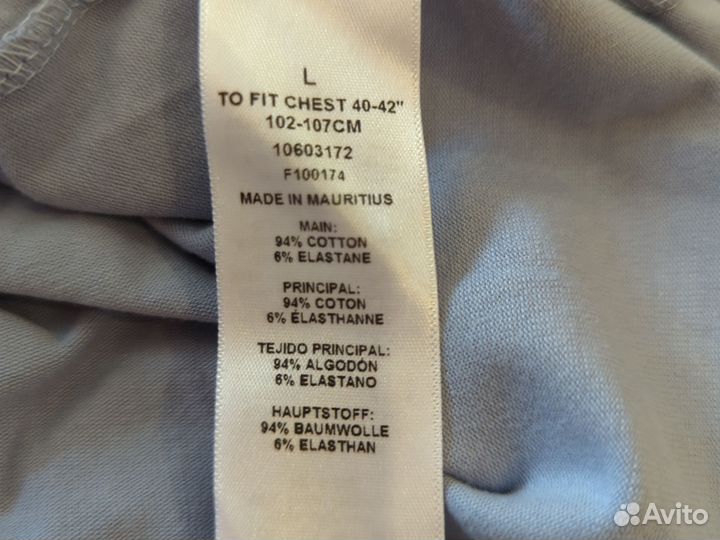 L
TO FIT CHEST 40-42"
102-107CM
10603172
F100174
MADE IN MAURITIUS
MAIN:
94% COTTON
6% ELASTANE
PRINCIPAL:
94% COTON
6% ÉLASTHANNE
TEJIDO PRINCIPAL:
94% ALGODÓN
6% ELASTANO
HAUPTSTOFF:
94% BAUMWOLLE
6% ELASTHAN
Avito